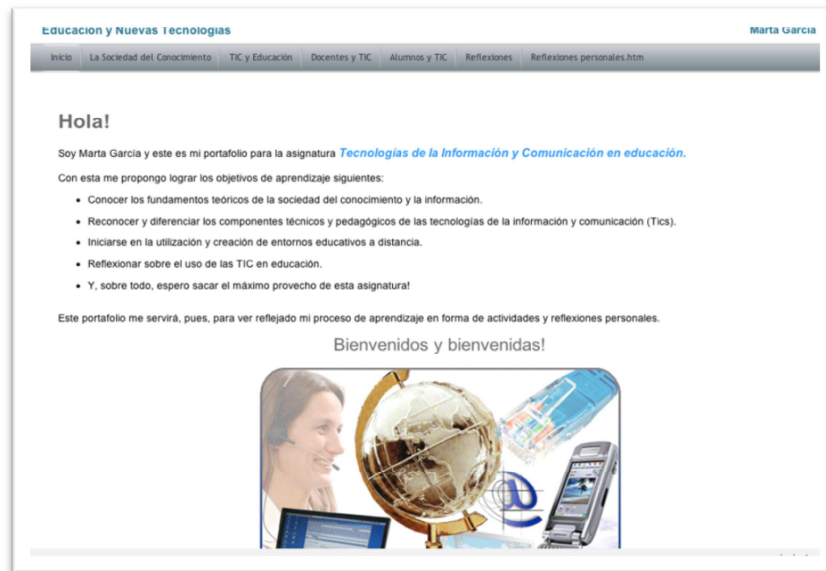 Educación y Nuevas Tecnologías
Marta García
Inicio La Sociedad del Conocimiento TIC y Educación Docentes y TIC Alumnos y TIC Reflexiones Reflexiones personales.htm
Hola!
Soy Marta Garcia y este es mi portafolio para la asignatura Tecnologías de la Información y Comunicación en educación.
Con esta me propongo lograr los objetivos de aprendizaje siguientes:
• Conocer los fundamentos teóricos de la sociedad del conocimiento y la información.
• Reconocer y diferenciar los componentes técnicos y pedagógicos de las tecnologías de la información y comunicación (Tics).
• Iniciarse en la utilización y creación de entornos educativos a distancia.
• Reflexionar sobre el uso de las TIC en educación.
• Y, sobre todo, espero sacar el máximo provecho de esta asignatura!
Este portafolio me servirá, pues, para ver reflejado mi proceso de aprendizaje en forma de actividades y reflexiones personales.
Bienvenidos y bienvenidas!
@